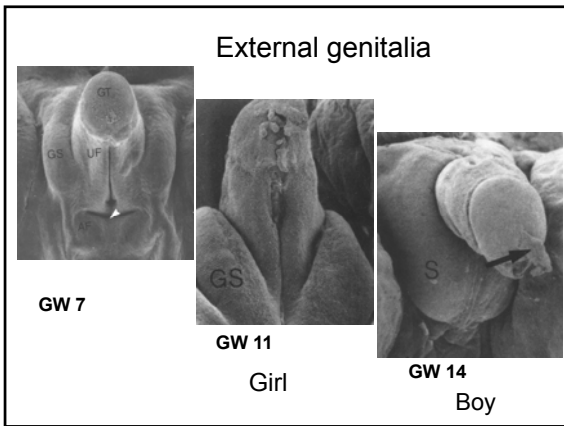 External genitalia
GT
GS
UF
AF
GW 7
GS
GW 11
Girl
S
GW 14
Boy